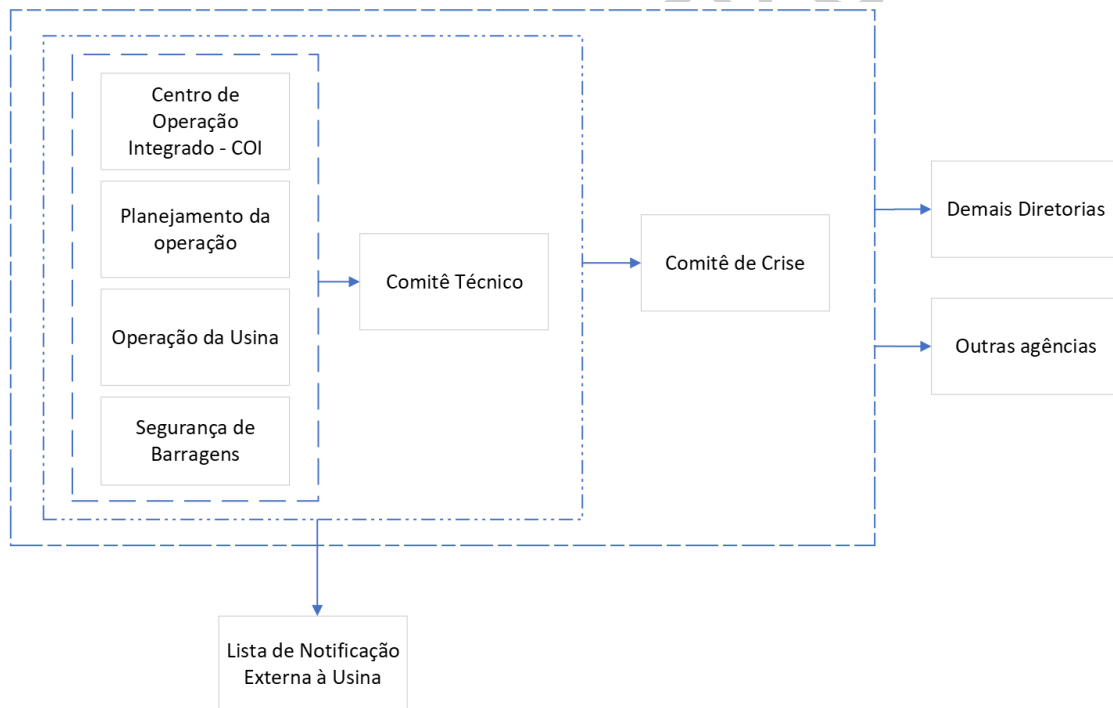 Centro de
Operação
Integrado - COI
Planejamento da
operação
Operação da Usina
Segurança de
Barragens
Comitê Técnico
Comitê de Crise
Demais Diretorias
Outras agências
Lista de Notificação
Externa à Usina